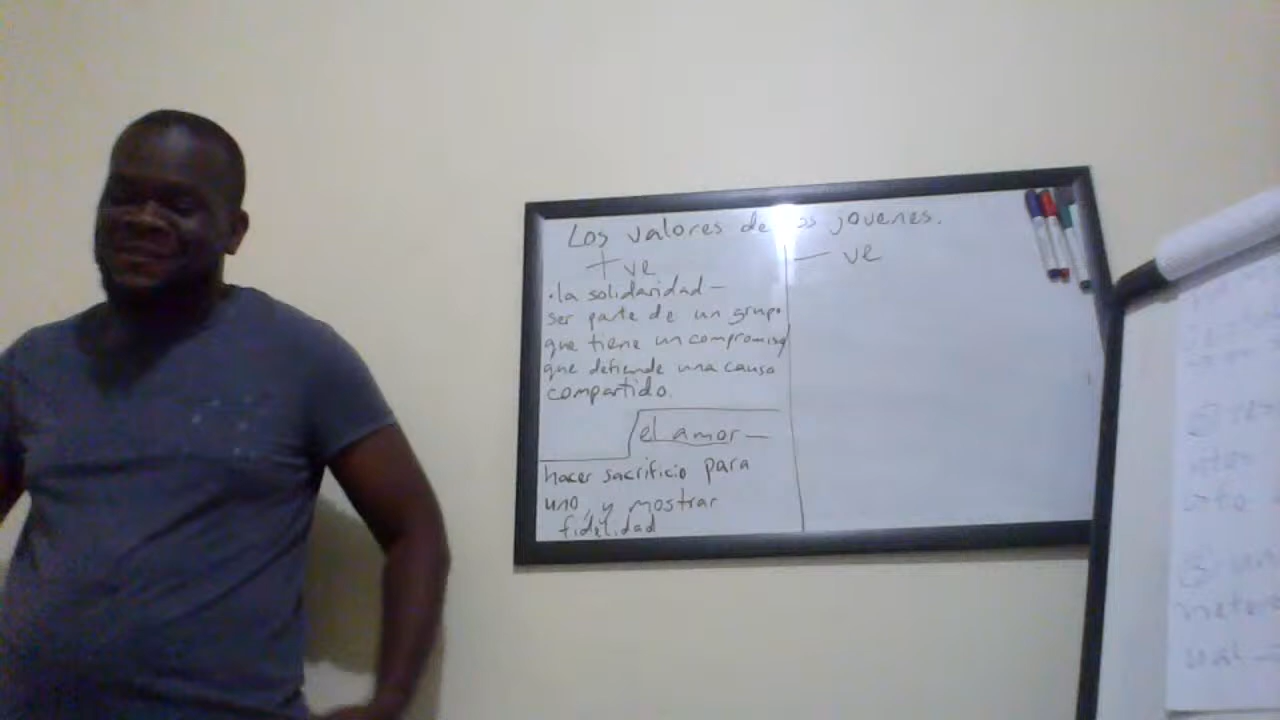 Los valores de los jovenes.
+ ve
— ve
• la solidaridad —
ser parte de un grupo
que tiene un compromiso
que defiende una causa
compartido.
el amor —
hacer sacrificio para
uno, y mostrar
fidelidad